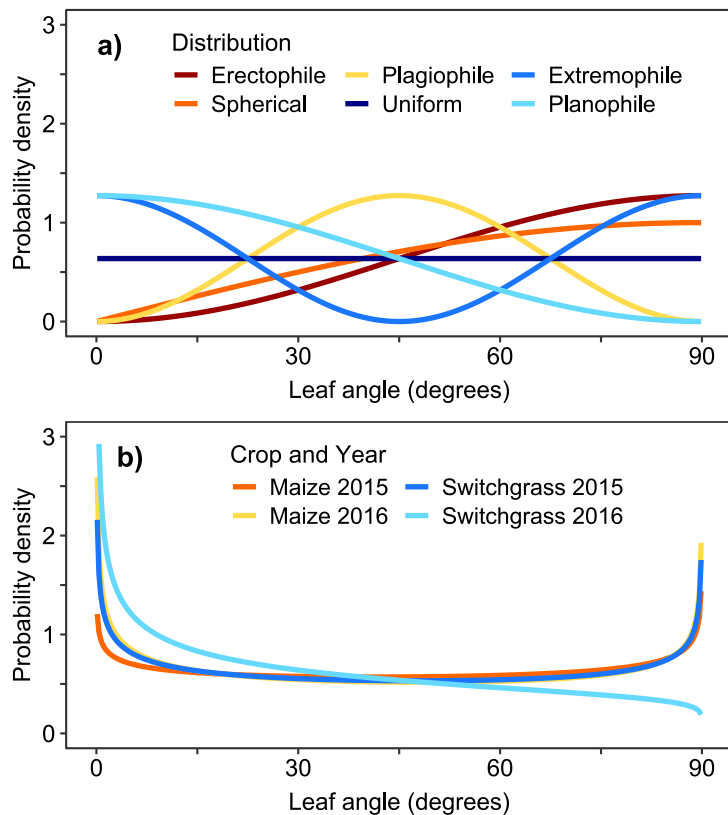 a)
Distribution
Erectophile Plagiophile Extremophile
Spherical Uniform Planophile
Probability density
3
2
1
0
0 30 60 90
Leaf angle (degrees)
b)
Crop and Year
Maize 2015 Switchgrass 2015
Maize 2016 Switchgrass 2016
Probability density
3
2
1
0
0 30 60 90
Leaf angle (degrees)